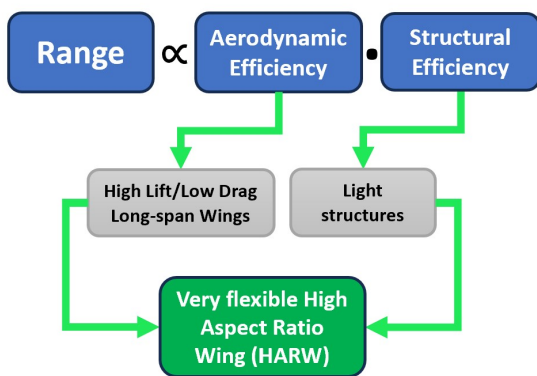 Range ∝ Aerodynamic Efficiency · Structural Efficiency
High Lift/Low Drag
Long-span Wings
Light
structures
Very flexible High
Aspect Ratio
Wing (HARW)